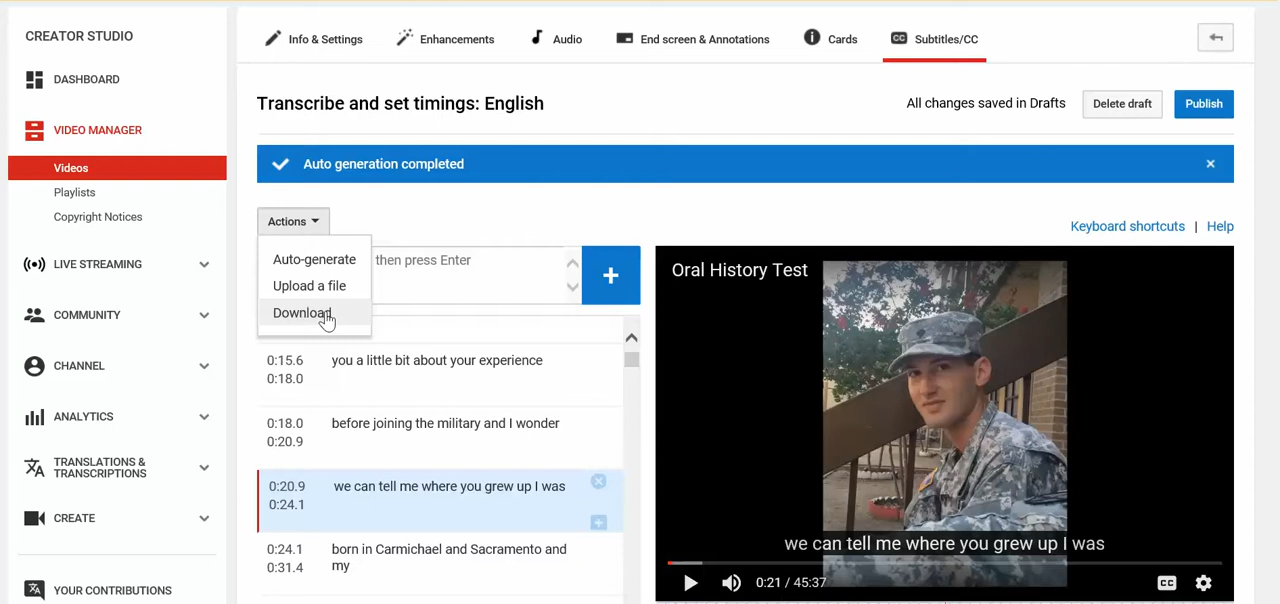 CREATOR STUDIO
Info & Settings
Enhancements
Audio
End screen & Annotations
Cards
CC
Subtitles/CC
DASHBOARD
VIDEO MANAGER
Videos
Playlists
Copyright Notices
LIVE STREAMING
COMMUNITY
CHANNEL
ANALYTICS
TRANSLATIONS &
TRANSCRIPTIONS
CREATE
YOUR CONTRIBUTIONS
Transcribe and set timings: English
All changes saved in Drafts
Delete draft
Publish
Auto generation completed
Actions
Keyboard shortcuts | Help
Auto-generate
Upload a file
Download
then press Enter
0:15.6 you a little bit about your experience
0:18.0
0:18.0 before joining the military and I wonder
0:20.9
0:20.9 we can tell me where you grew up I was
0:24.1
0:24.1 born in Carmichael and Sacramento and
0:31.4 my
Oral History Test
we can tell me where you grew up I was
0:21 / 45:37
CC